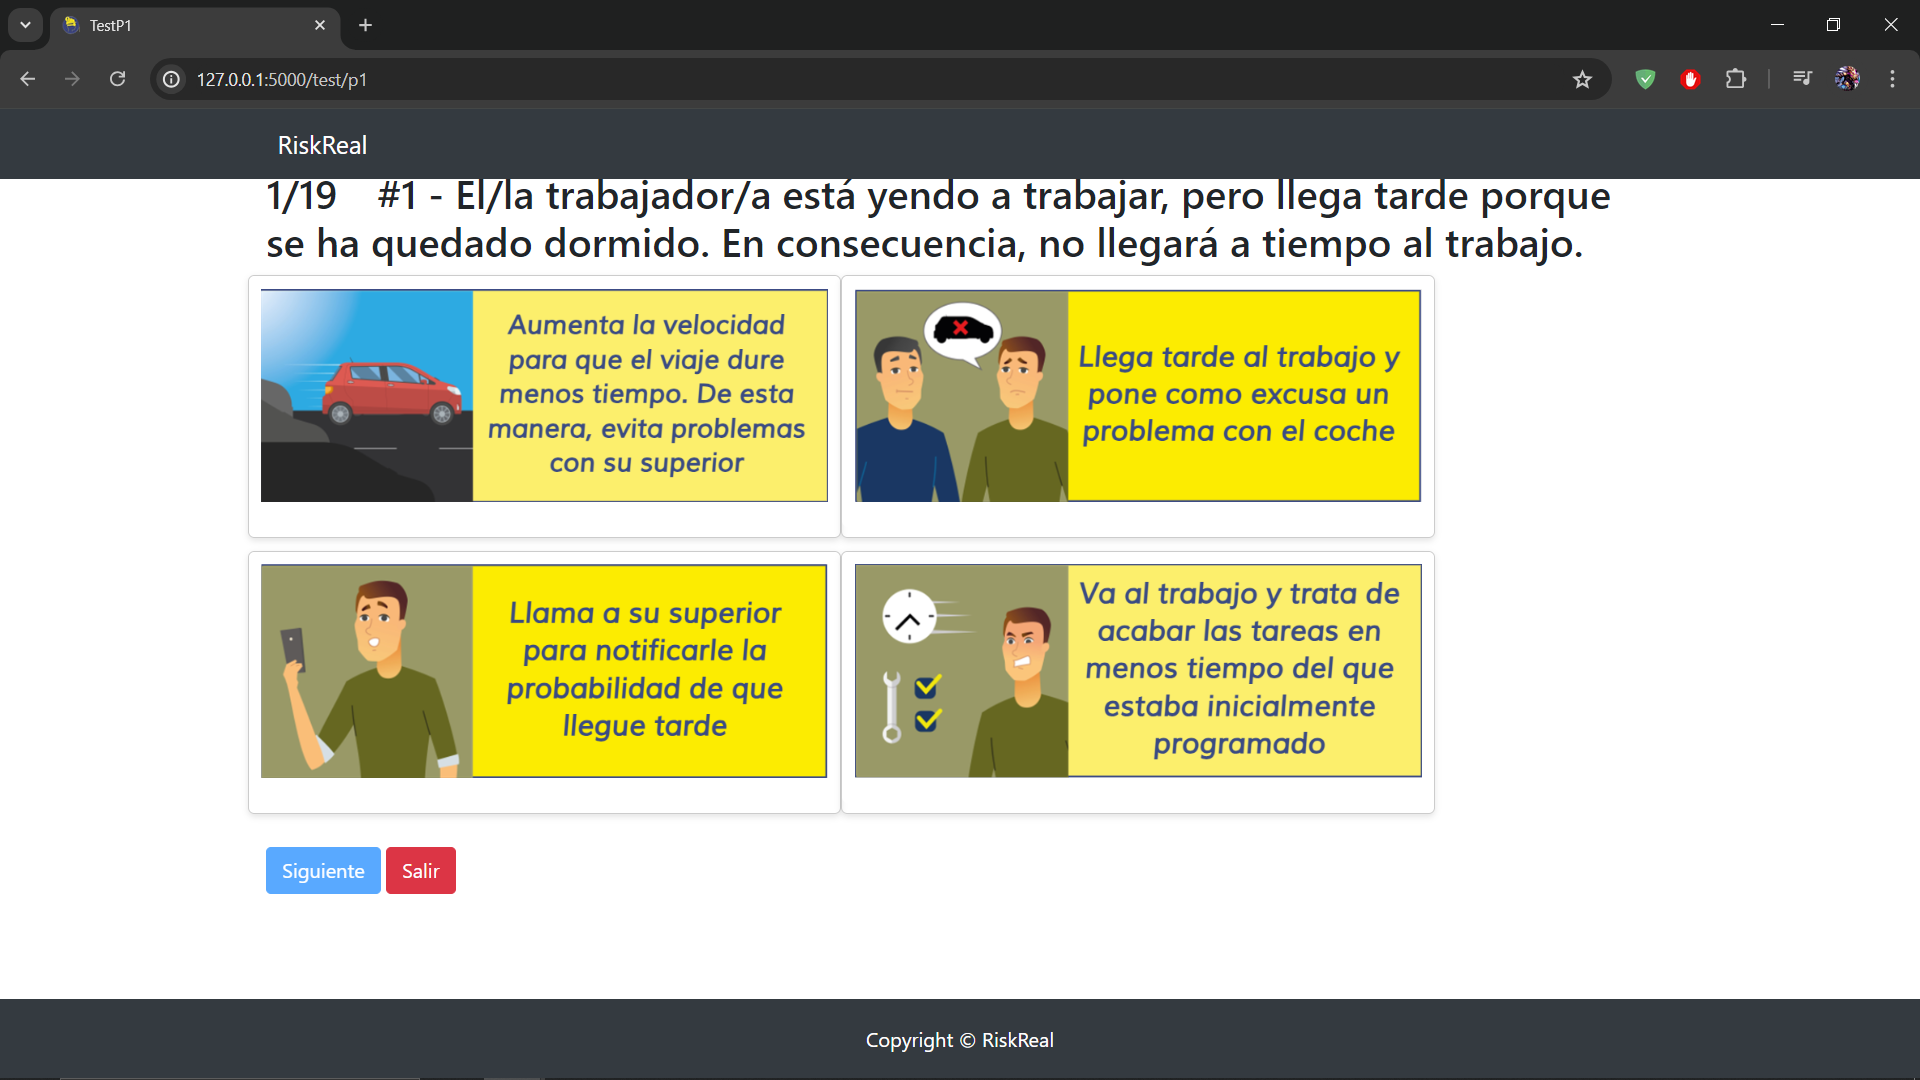 TestP1
127.0.0.1:5000/test/p1
RiskReal
1/19 #1 - El/la trabajador/a está yendo a trabajar, pero llega tarde porque
se ha quedado dormido. En consecuencia, no llegará a tiempo al trabajo.
Aumenta la velocidad
para que el viaje dure
menos tiempo. De esta
manera, evita problemas
con su superior
Llega tarde al trabajo y
pone como excusa un
problema con el coche
Llama a su superior
para notificarle la
probabilidad de que
llegue tarde
Va al trabajo y trata de
acabar las tareas en
menos tiempo del que
estaba inicialmente
programado
Siguiente Salir
Copyright © RiskReal